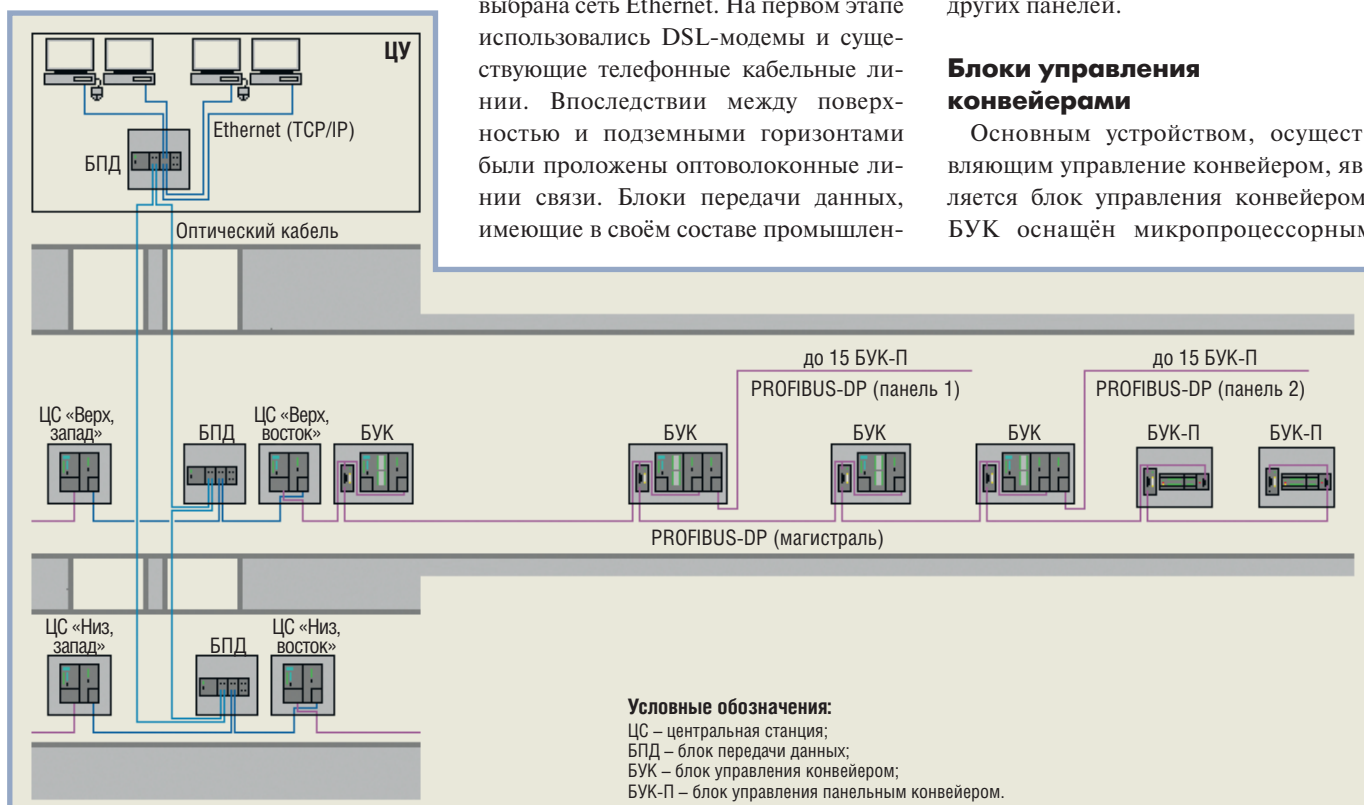 выбрана сеть Ethernet. На первом этапе
использовались DSL-модемы и суще-
ствующие телефонные кабельные ли-
нии. Впоследствии между поверх-
ностью и подземными горизонтами
были проложены оптоволоконные ли-
нии связи. Блоки передачи данных,
имеющие в своём составе промышлен-
других панелей.
Блоки управления
конвейерами
Основным устройством, осущест-
вляющим управление конвейером, яв-
ляется блок управления конвейером
БУК оснащён микропроцессорным
ЦУ
Ethernet (TCP/IP)
БПД
Оптический кабель
до 15 БУК-П
PROFIBUS-DP (панель 1)
до 15 БУК-П
PROFIBUS-DP (панель 2)
ЦС «Верх,
запад»
БПД
ЦС «Верх,
восток»
БУК
БУК
БУК
БУК
БУК-П
БУК-П
PROFIBUS-DP (магистраль)
ЦС «Низ,
запад»
БПД
ЦС «Низ,
восток»
Условные обозначения:
ЦС – центральная станция;
БПД – блок передачи данных;
БУК – блок управления конвейером;
БУК-П – блок управления панельным конвейером.